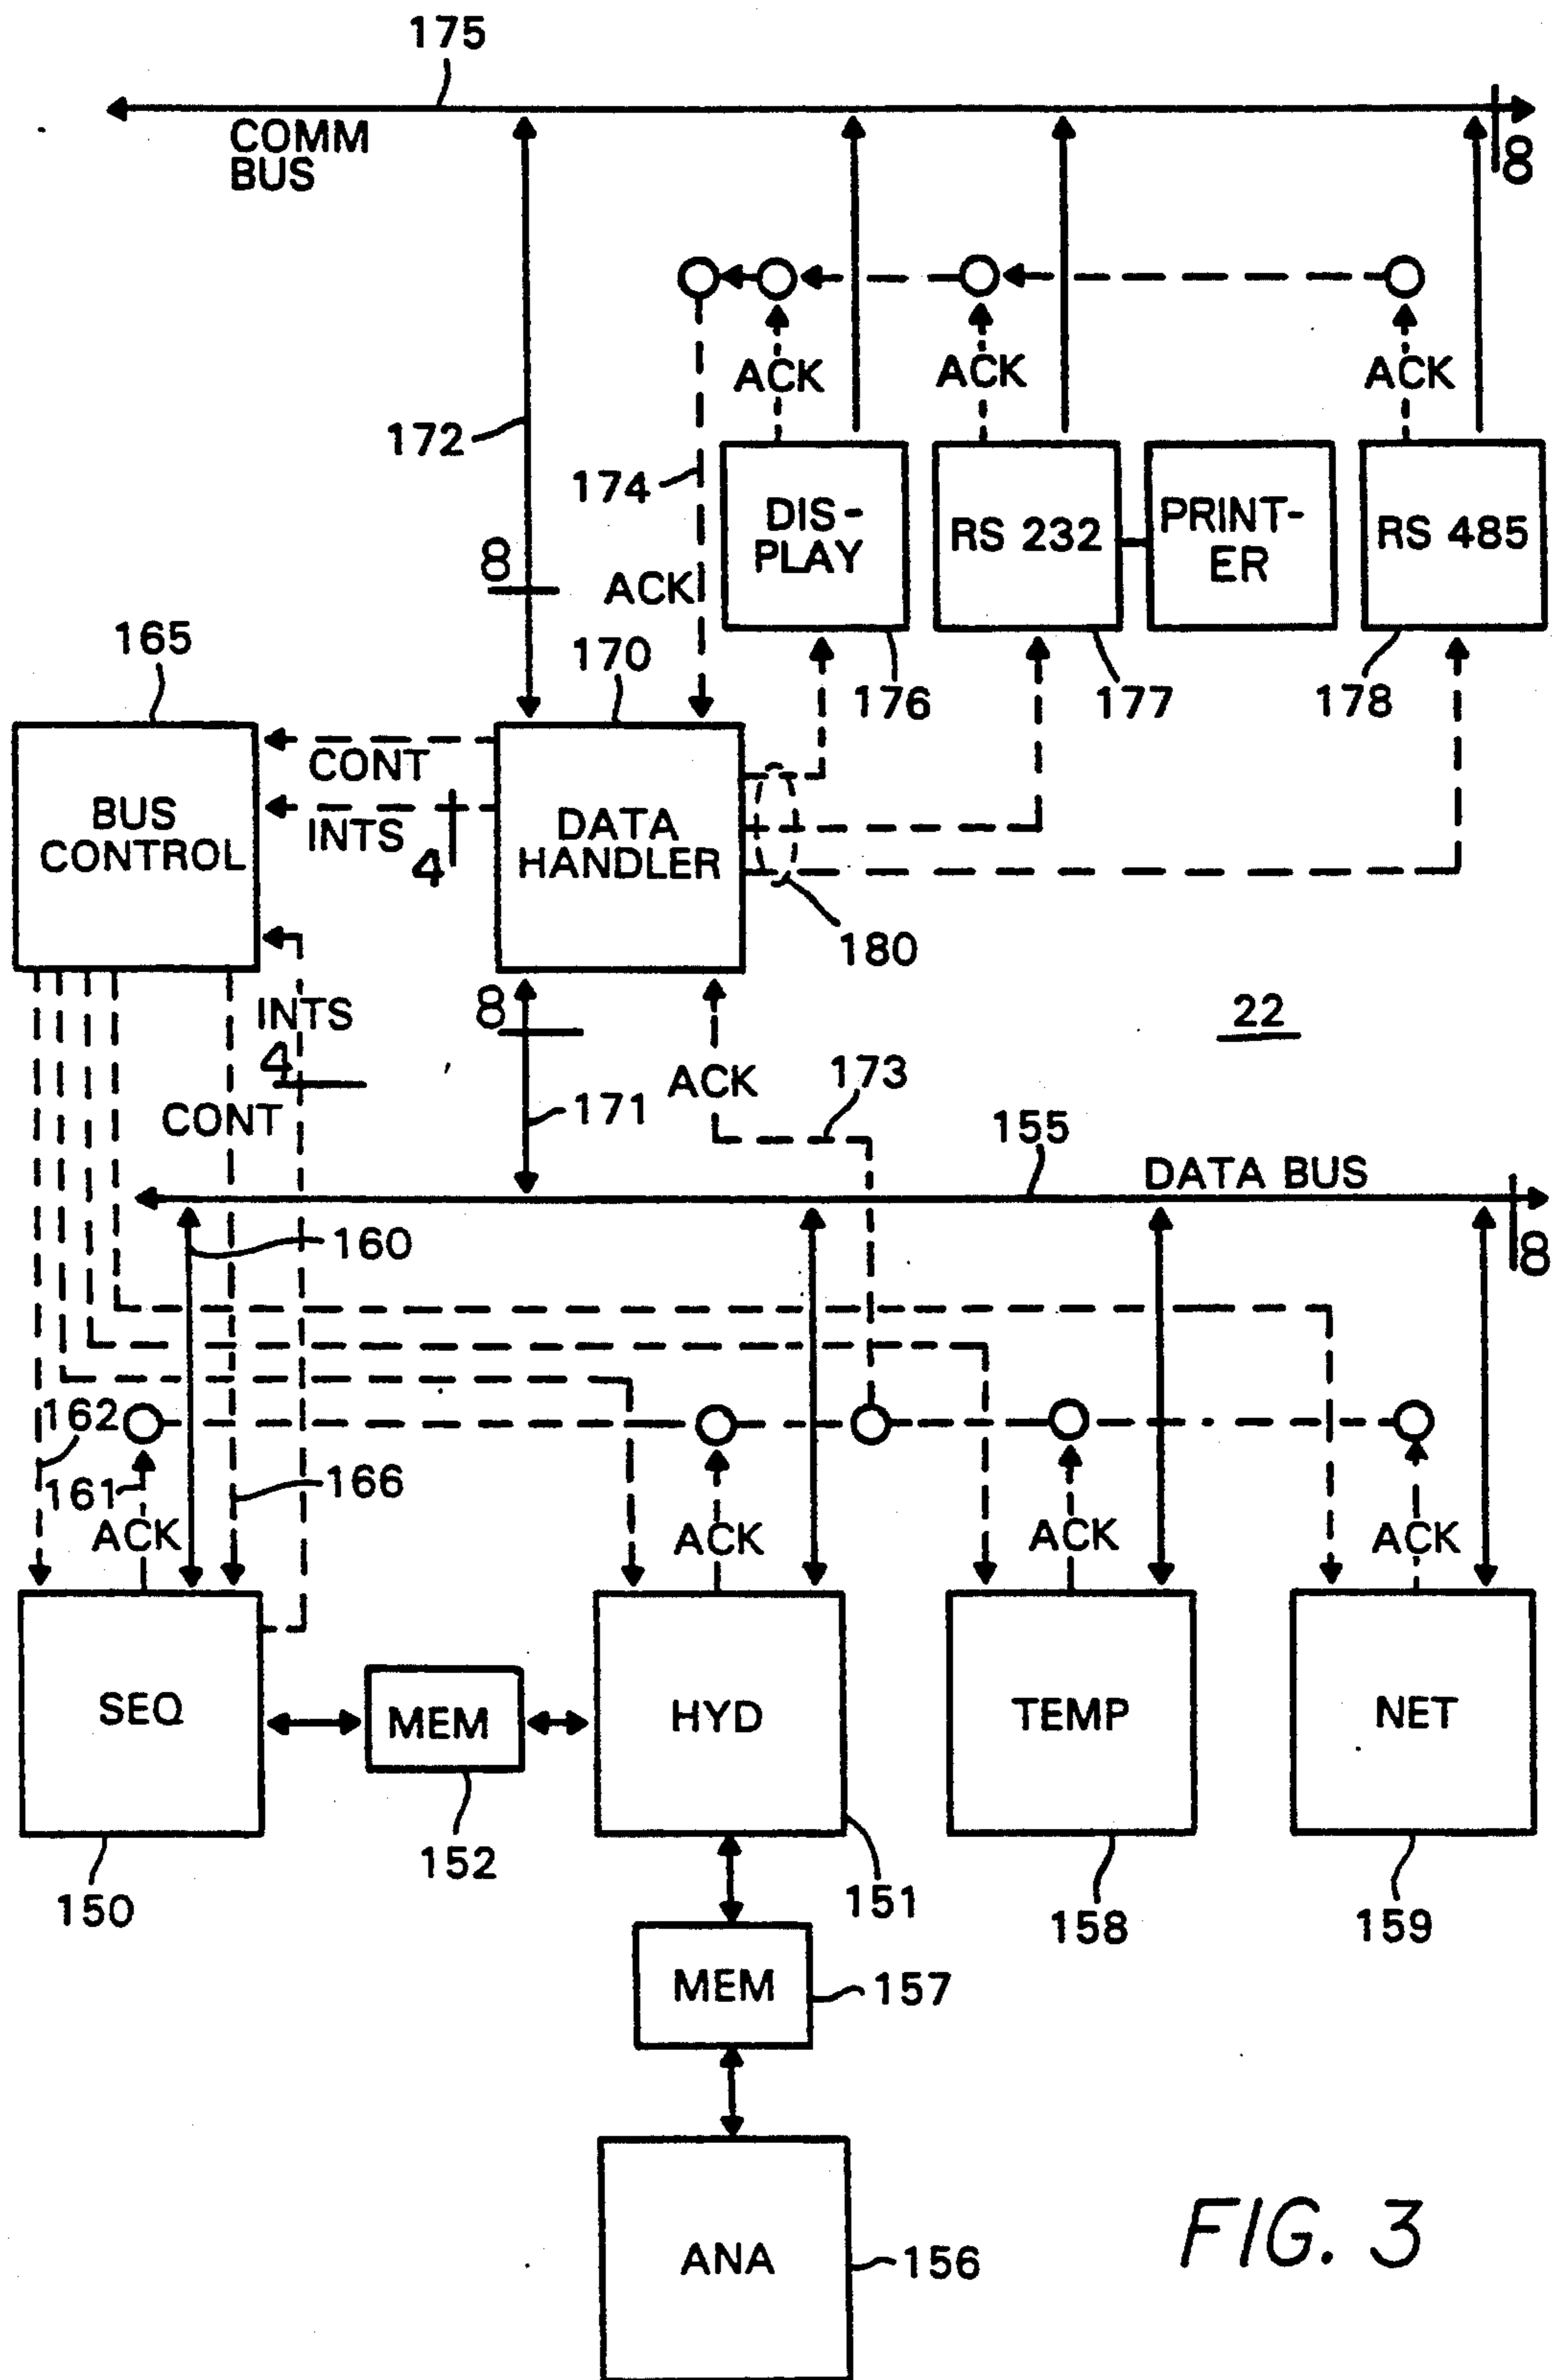 175
COMM
BUS
8
ACK
ACK
ACK
172
174
8
ACK
DIS-
PLAY
RS 232
PRINT-
ER
RS 485
165
170
176
177
178
CONT
INTS
4
BUS
CONTROL
DATA
HANDLER
180
INTS
4
CONT
8
171
ACK
173
22
155
DATA BUS
8
160
162
161
ACK
166
ACK
ACK
ACK
SEQ
MEM
HYD
TEMP
NET
150
152
151
158
159
MEM
157
ANA
156
FIG. 3